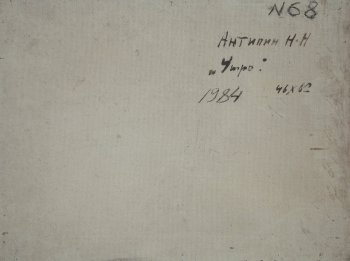 N68
Антипин Н.Н
"Утро".
1984 46x62